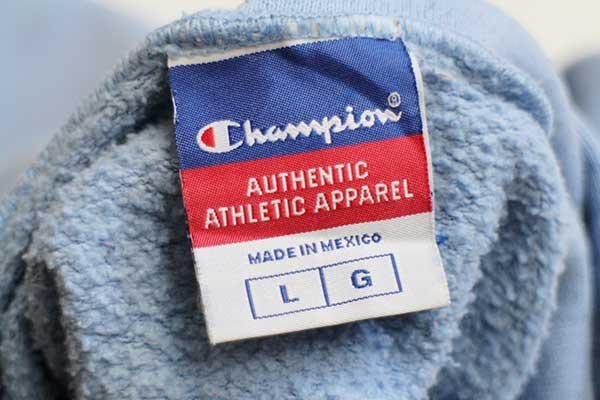 Champion®
AUTHENTIC
ATHLETIC APPAREL
MADE IN MEXICO
L G